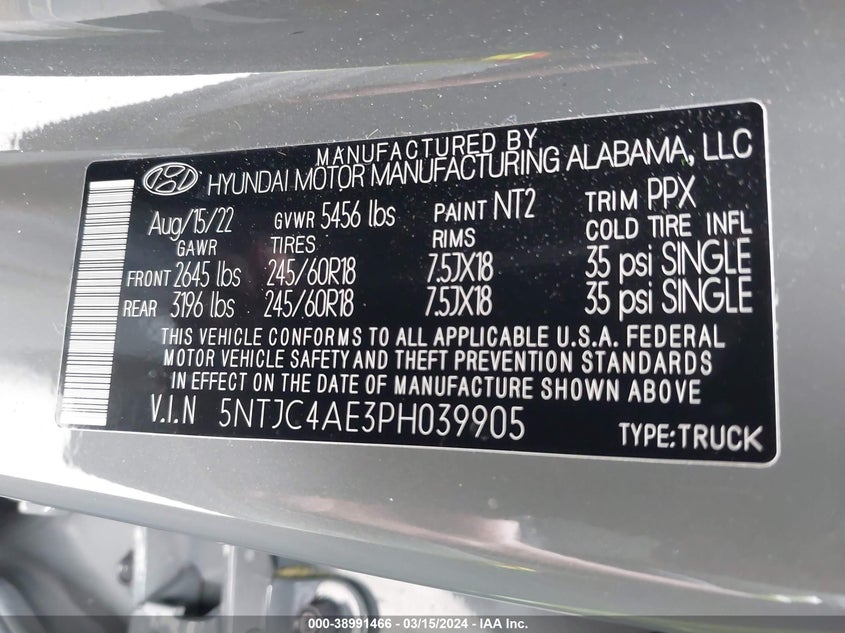 MANUFACTURED BY
HYUNDAI MOTOR MANUFACTURING ALABAMA, LLC
Aug/15/22 GVWR 5456 lbs PAINT NT2 TRIM PPX
GAWR TIRES RIMS COLD TIRE INFL
FRONT 2645 lbs 245/60R18 7.5JX18 35 psi SINGLE
REAR 3196 lbs 245/60R18 7.5JX18 35 psi SINGLE
THIS VEHICLE CONFORMS TO ALL APPLICABLE U.S.A. FEDERAL
MOTOR VEHICLE SAFETY AND THEFT PREVENTION STANDARDS
IN EFFECT ON THE DATE OF MANUFACTURE SHOWN ABOVE
V.I.N 5NTJC4AE3PH039905 TYPE:TRUCK
000-38991466 - 03/15/2024 - IAA Inc.